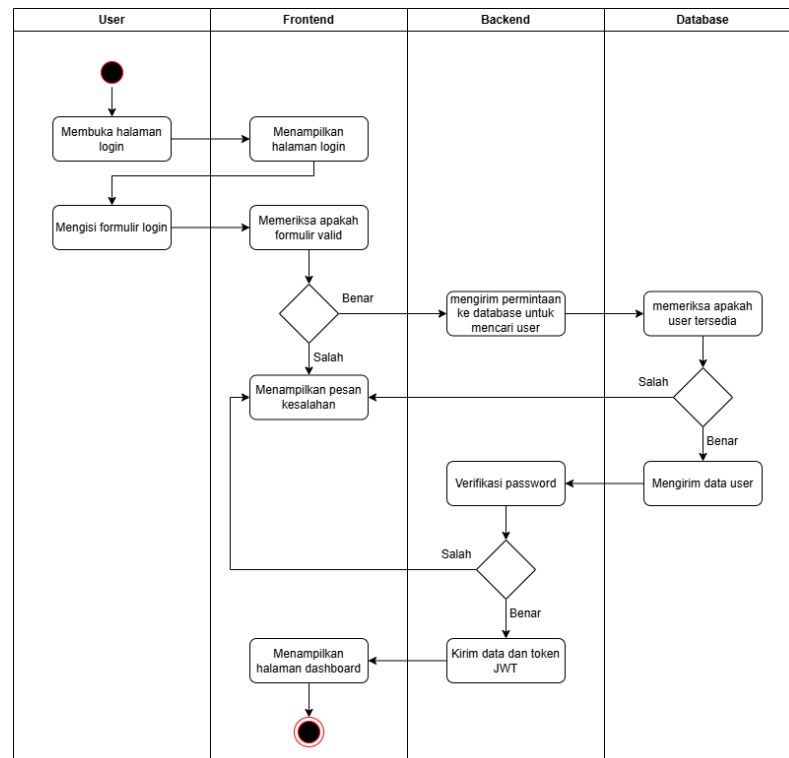 User
Frontend
Backend
Database
Membuka halaman
login
Menampilkan
halaman login
Mengisi formulir login
Memeriksa apakah
formulir valid
Benar
mengirim permintaan
ke database untuk
mencari user
memeriksa apakah
user tersedia
Salah
Menampilkan pesan
kesalahan
Salah
Benar
Verifikasi password
Mengirim data user
Salah
Benar
Menampilkan
halaman dashboard
Kirim data dan token
JWT